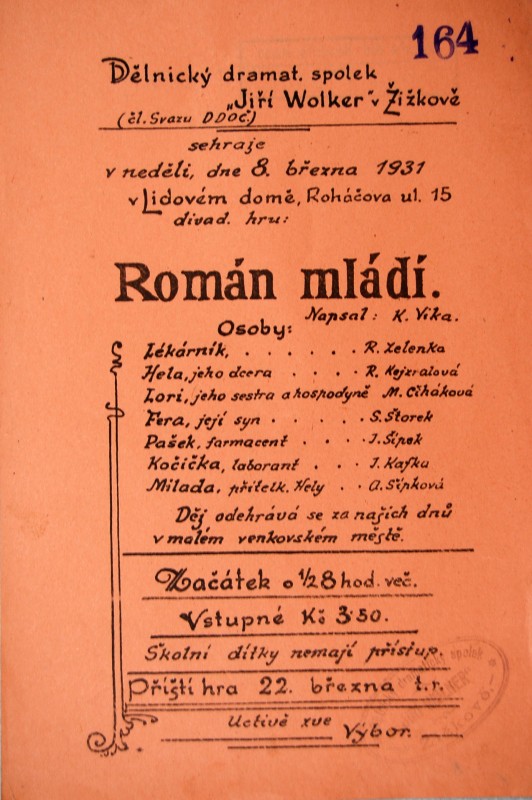 164
Dělnický dramat. spolek
„Jiří Wolker" v Žižkově
(čl. Svazu DDOČ.)
sehraje
v neděli, dne 8. března 1931
v Lidovém domě, Roháčova ul. 15
divad. hru:
Román mládí.
Napsal: K. Vika.
Osoby:
Lékárník, . . . . . . R. Zelenka
Hela, jeho dcera . . . . R. Kejzralová
Lori, jeho sestra a hospodyně M. Ciháková
Fera, její syn . . . . . S. Štorek
Pašek, farmaceut . . . J. Šípek
Kočička, laborant . . . J. Kafka
Milada, přítelk. Hely . . A. Šípková
Děj odehrává se za našich dnů
v malém venkovském městě.
Začátek o 1/28 hod. več.
Vstupné Kč 3·50.
Školní dítky nemají přístup.
Příští hra 22. března t.r.
Uctivě zve
Výbor.
spolek